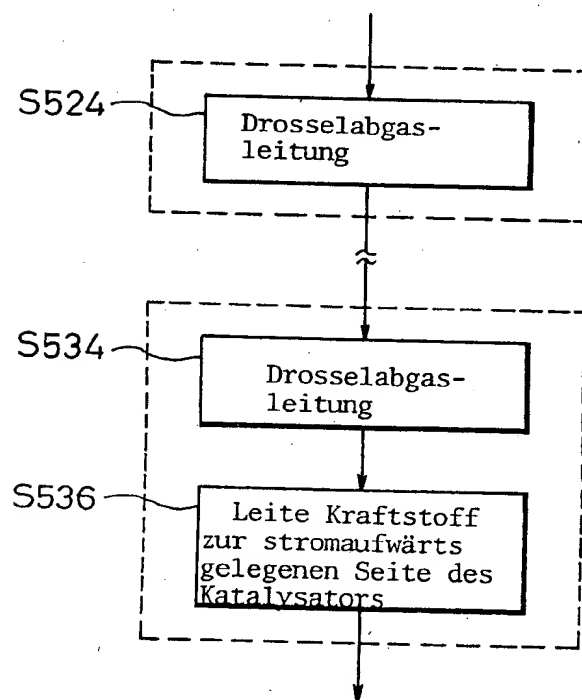 S524
Drosselabgas-
leitung
S534
Drosselabgas-
leitung
S536
Leite Kraftstoff
zur stromaufwärts
gelegenen Seite des
Katalysators